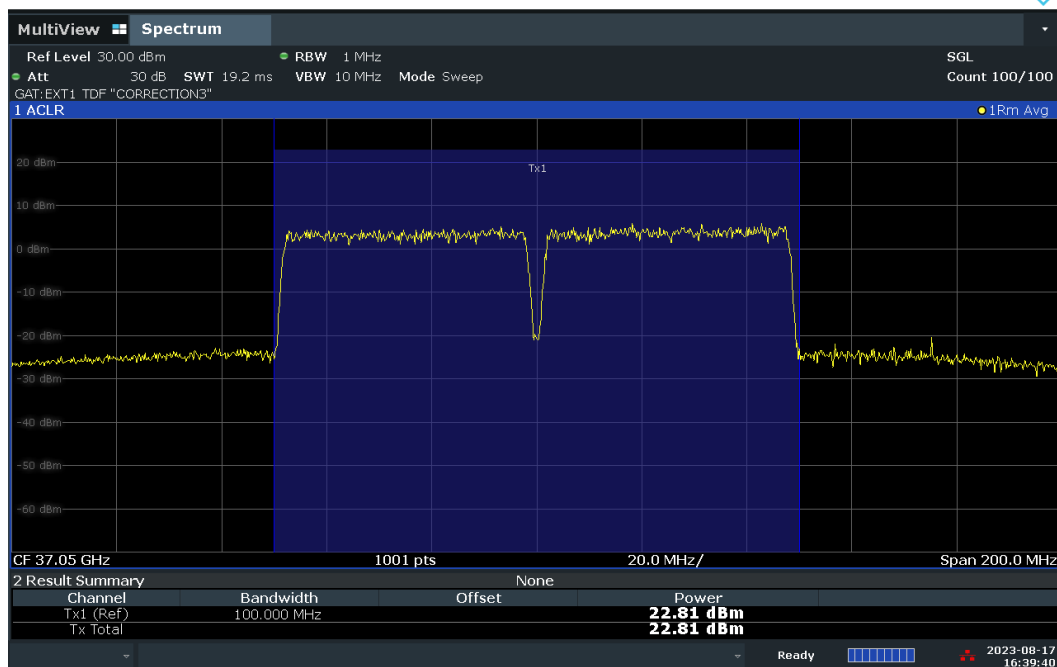 MultiView Spectrum
Ref Level 30.00 dBm RBW 1 MHz SGL
Att 30 dB SWT 19.2 ms VBW 10 MHz Mode Sweep Count 100/100
GAT:EXT1 TDF "CORRECTION3"
1 ACLR 1Rm Avg
Tx1
20 dBm
10 dBm
0 dBm
-10 dBm
-20 dBm
-30 dBm
-40 dBm
-50 dBm
-60 dBm
CF 37.05 GHz 1001 pts 20.0 MHz/ Span 200.0 MHz
2 Result Summary None
Channel Bandwidth Offset Power
Tx1 (Ref) 100.000 MHz 22.81 dBm
Tx Total 22.81 dBm
Ready 2023-08-17
16:39:40